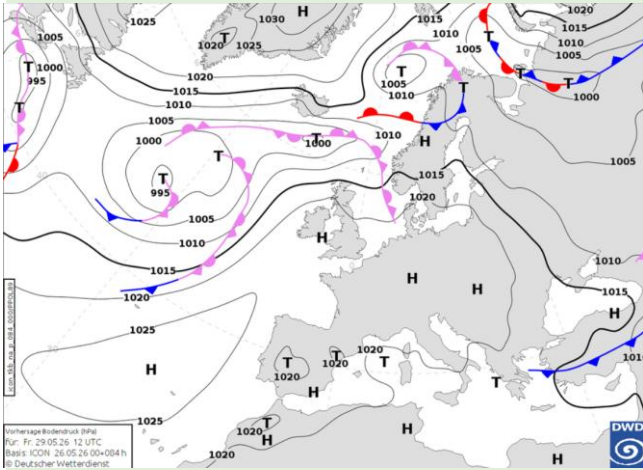 1025
H
1030
1020
T
1025
1015
1020
1005
1015
1005
T
1000
995
T
1020
1015
1010
T
1005
1010
T
T
T
1000
1005
1005
1000
T
1000
1010
T
H
T
995
1015
1020
1005
1010
H
1015
1020
1010
1015
1025
H
H
H
H
1020
T
1020
T
1020
T
H
T
1025
T
1020
H
1020
H
H
1010
icon_Skb_na_p_084_000/PPOL89
Vorhersage Bodendruck (hPa)
Für: Fr. 29.05.26 12 UTC
Basis: ICON 26.05.26 00+084 h
© Deutscher Wetterdienst
DWD